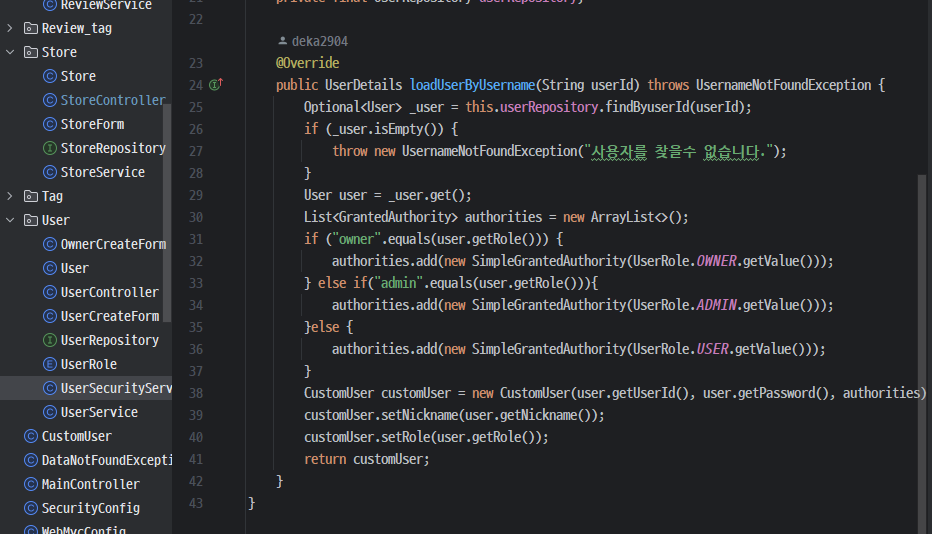 ReviewService
Review_tag
Store
Store
StoreController
StoreForm
StoreRepository
StoreService
Tag
User
OwnerCreateForm
User
UserController
UserCreateForm
UserRepository
UserRole
UserSecurityServ
UserService
CustomUser
DataNotFoundExcepti
MainController
SecurityConfig
WebMvcConfig
22
deka2904
23 @Override
24 public UserDetails loadUserByUsername(String userId) throws UsernameNotFoundException {
25 Optional<User> _user = this.userRepository.findByuserId(userId);
26 if (_user.isEmpty()) {
27 throw new UsernameNotFoundException("사용자를 찾을수 없습니다.");
28 }
29 User user = _user.get();
30 List<GrantedAuthority> authorities = new ArrayList<>();
31 if ("owner".equals(user.getRole())) {
32 authorities.add(new SimpleGrantedAuthority(UserRole.OWNER.getValue()));
33 } else if("admin".equals(user.getRole())){
34 authorities.add(new SimpleGrantedAuthority(UserRole.ADMIN.getValue()));
35 }else {
36 authorities.add(new SimpleGrantedAuthority(UserRole.USER.getValue()));
37 }
38 CustomUser customUser = new CustomUser(user.getUserId(), user.getPassword(), authorities)
39 customUser.setNickname(user.getNickname());
40 customUser.setRole(user.getRole());
41 return customUser;
42 }
43 }